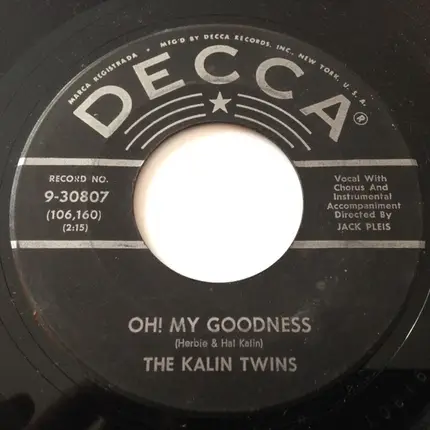 MARCA REGISTRADA • MFG'D BY DECCA RECORDS, INC., NEW YORK, U. S. A.
DECCA®
RECORD NO.
9-30807
(106,160)
(2:15)
Vocal With
Chorus And
Instrumental
Accompaniment
Directed By
JACK PLEIS
OH! MY GOODNESS
(Herbie & Hal Kalin)
THE KALIN TWINS